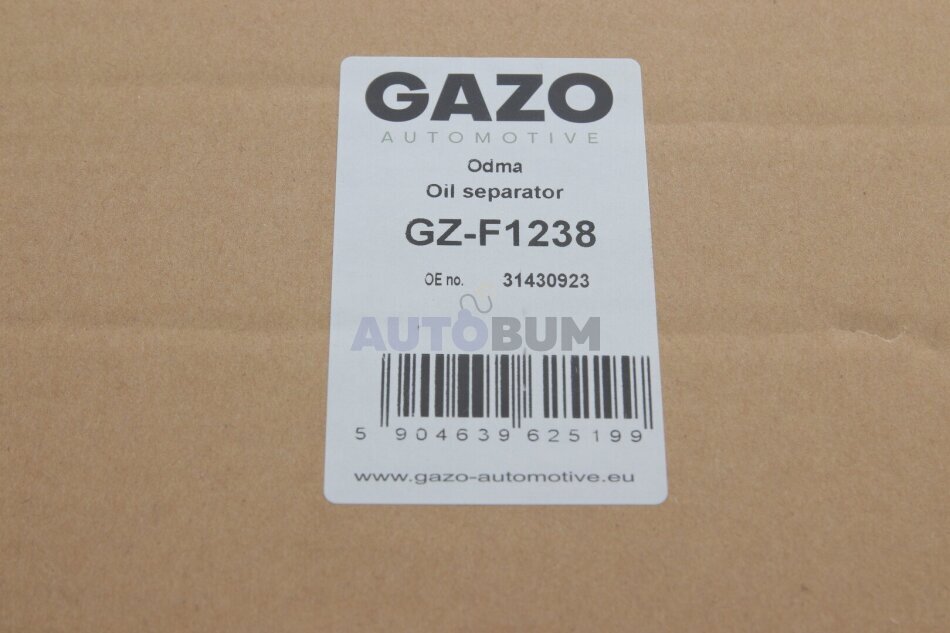 GAZO
AUTOMOTIVE
Odma
Oil separator
GZ-F1238
OE no. 31430923
AUTOBUM
5 904639 625199
www.gazo-automotive.eu